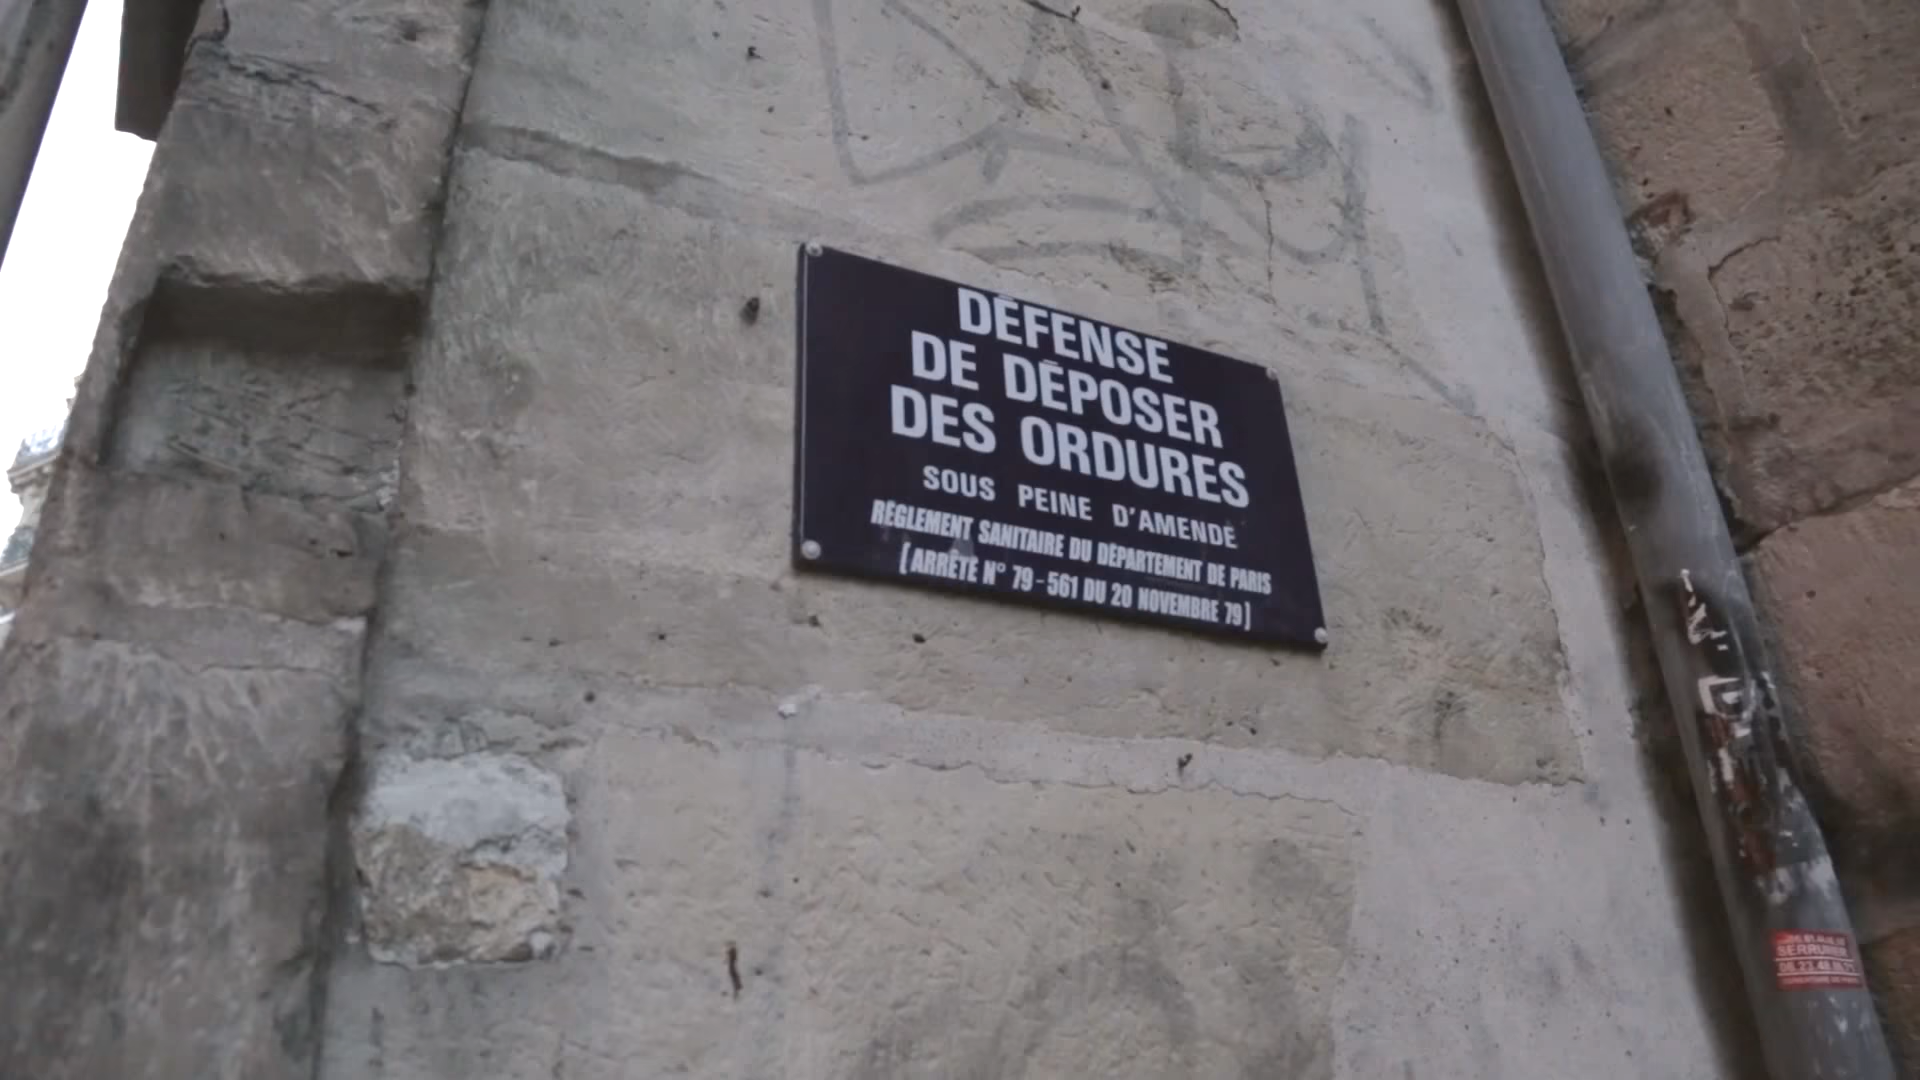 DÉFENSE
DE DÉPOSER
DES ORDURES
SOUS PEINE D'AMENDE
RÈGLEMENT SANITAIRE DU DÉPARTEMENT DE PARIS
[ARRÊTÉ N° 79-561 DU 20 NOVEMBRE 79]
SERRURIER